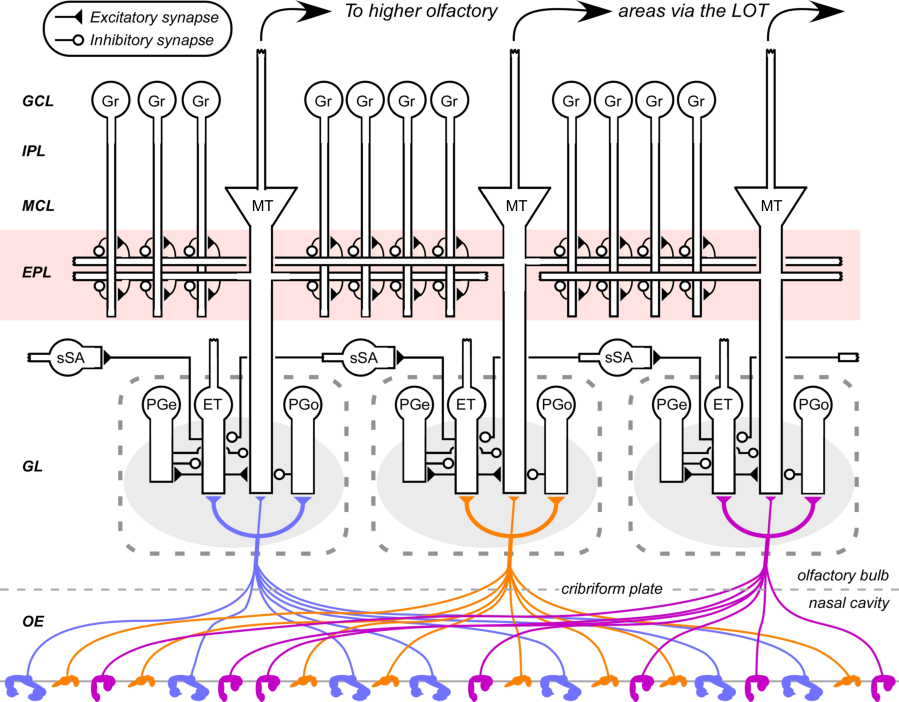 Excitatory synapse
Inhibitory synapse
To higher olfactory areas via the LOT
GCL Gr Gr Gr Gr Gr Gr Gr Gr Gr Gr Gr
IPL
MCL MT MT MT
EPL
sSA sSA sSA
PGe ET PGo PGe ET PGo PGe ET PGo
GL
olfactory bulb
cribriform plate
nasal cavity
OE